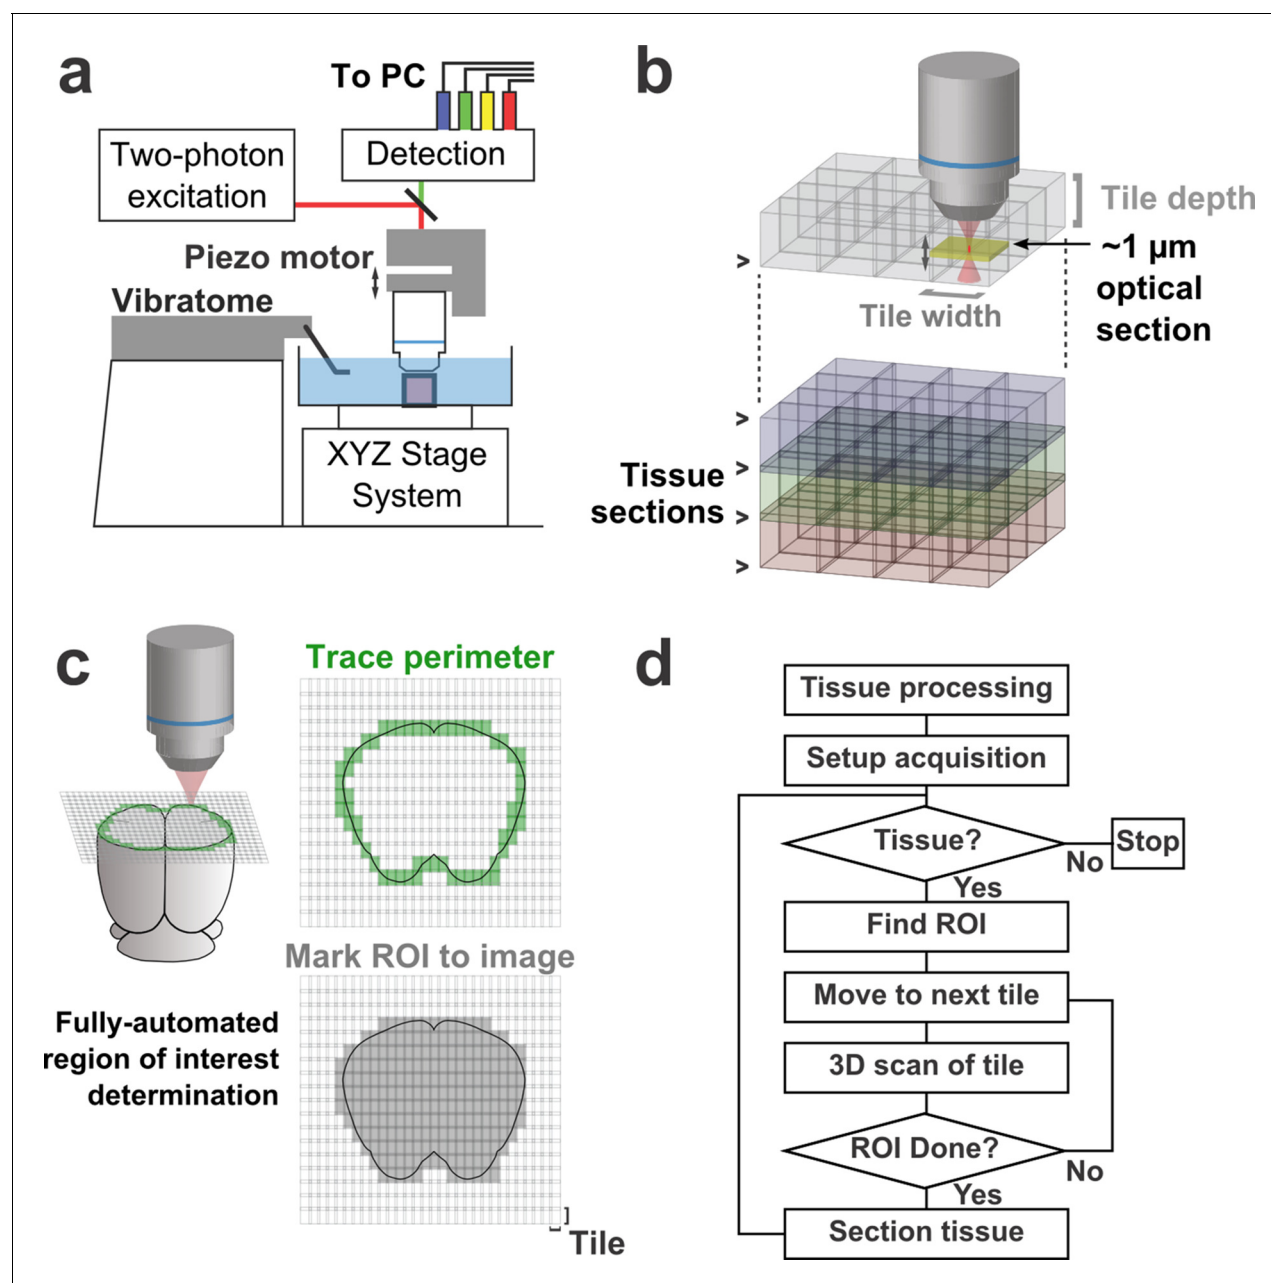 a
To PC
Two-photon
excitation
Detection
Piezo motor
Vibratome
XYZ Stage
System
b
Tile depth
~1 µm
optical
section
Tile width
>
>
>
>
>
Tissue
sections
c
Trace perimeter
Mark ROI to image
Fully-automated
region of interest
determination
Tile
d
Tissue processing
Setup acquisition
Tissue?
No
Stop
Yes
Find ROI
Move to next tile
3D scan of tile
ROI Done?
No
Yes
Section tissue